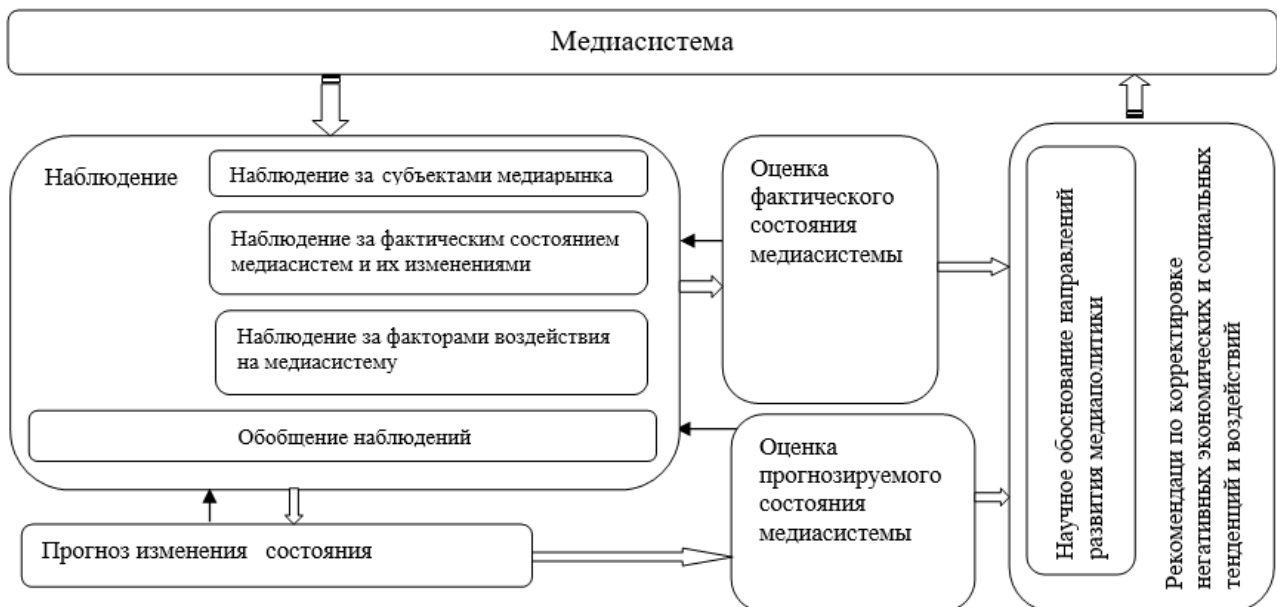 Медиасистема
Наблюдение
Наблюдение за субъектами медиарынка
Наблюдение за фактическим состоянием
медиасистем и их изменениями
Наблюдение за факторами воздействия
на медиасистему
Обобщение наблюдений
Прогноз изменения состояния
Оценка
фактического
состояния
медиасистемы
Оценка
прогнозируемого
состояния
медиасистемы
Научное обоснование направлений
развития медиаполитики
Рекомендаци по корректировке
негативных экономических и социальных
тенденций и воздействий